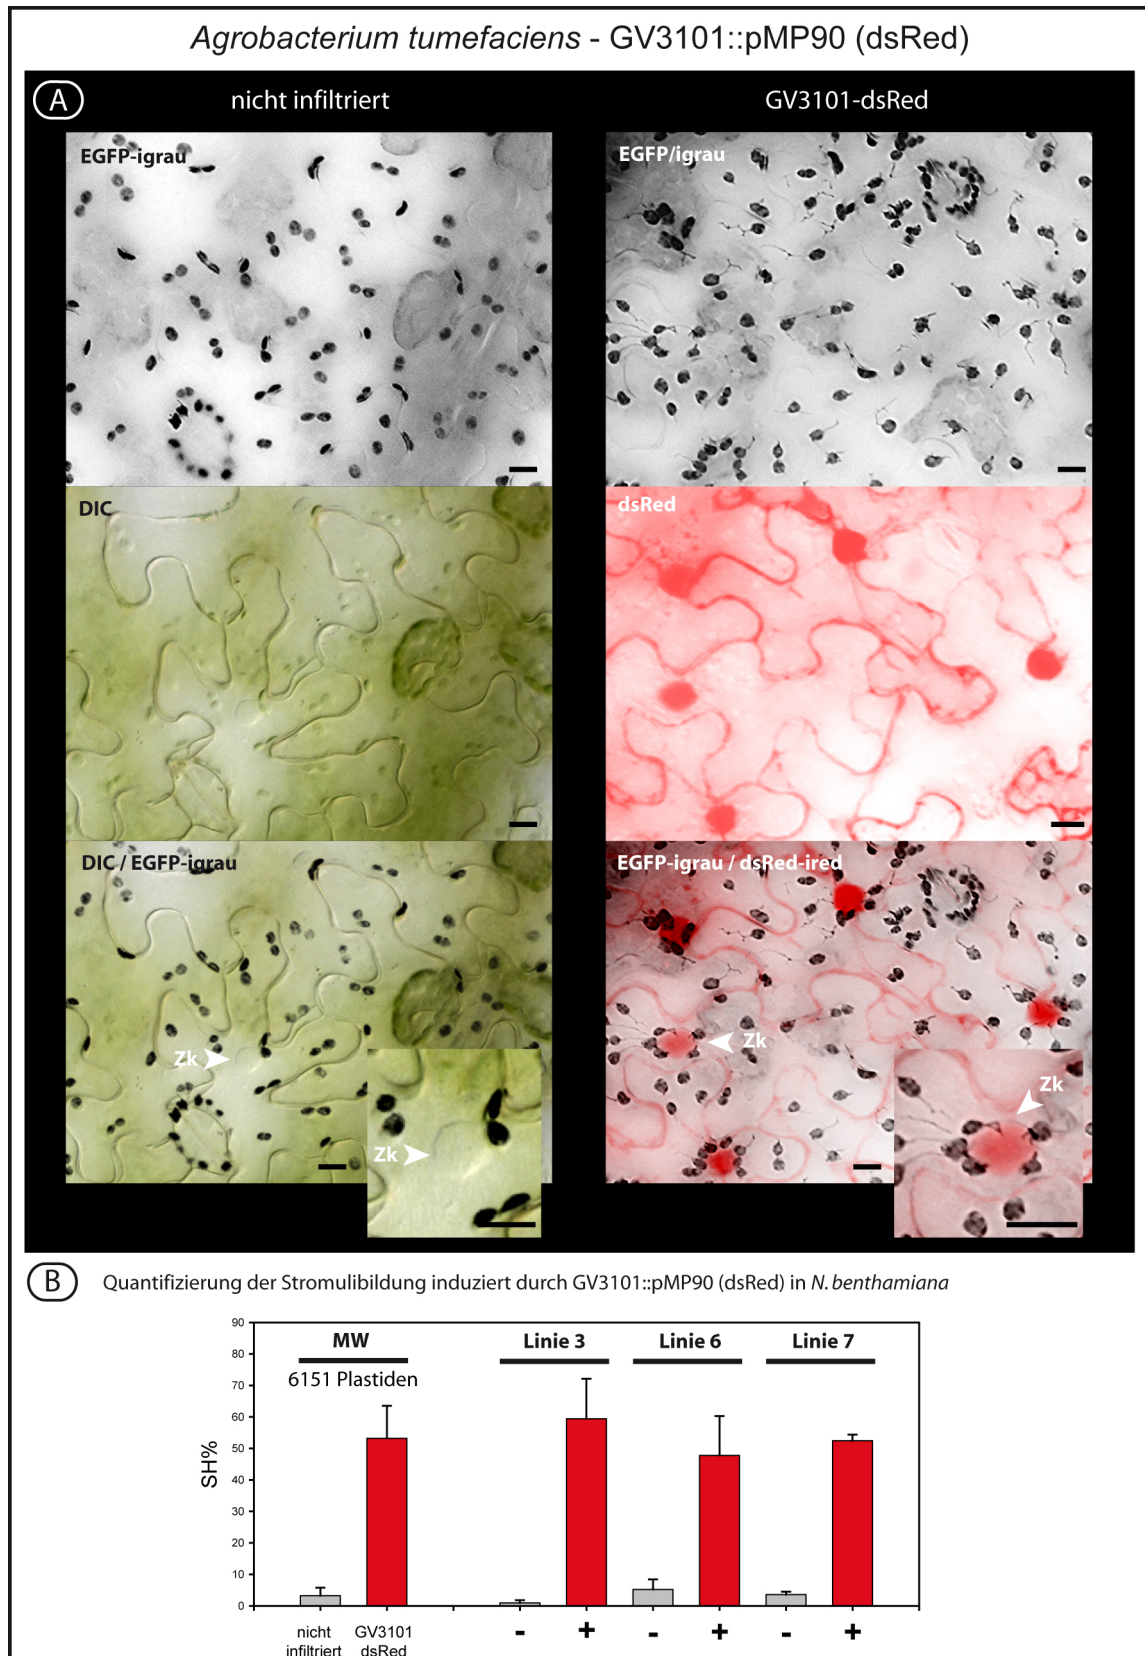 Agrobacterium tumefaciens - GV3101::pMP90 (dsRed)
A
nicht infiltriert
GV3101-dsRed
EGFP-igrau
EGFP/igrau
DIC
dsRed
DIC / EGFP-igrau
EGFP-igrau / dsRed-ired
Zk
Zk
Zk
Zk
B
Quantifizierung der Stromulibildung induziert durch GV3101::pMP90 (dsRed) in N. benthamiana
90
80
70
60
50
40
30
20
10
0
SH%
MW
6151 Plastiden
Linie 3
Linie 6
Linie 7
nicht infiltriert
GV3101 dsRed
- + - + - +